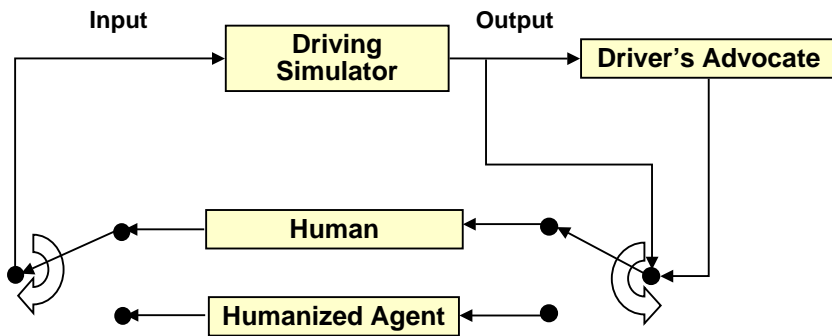 Input
Output
Driving
Simulator
Driver's Advocate
Human
Humanized Agent